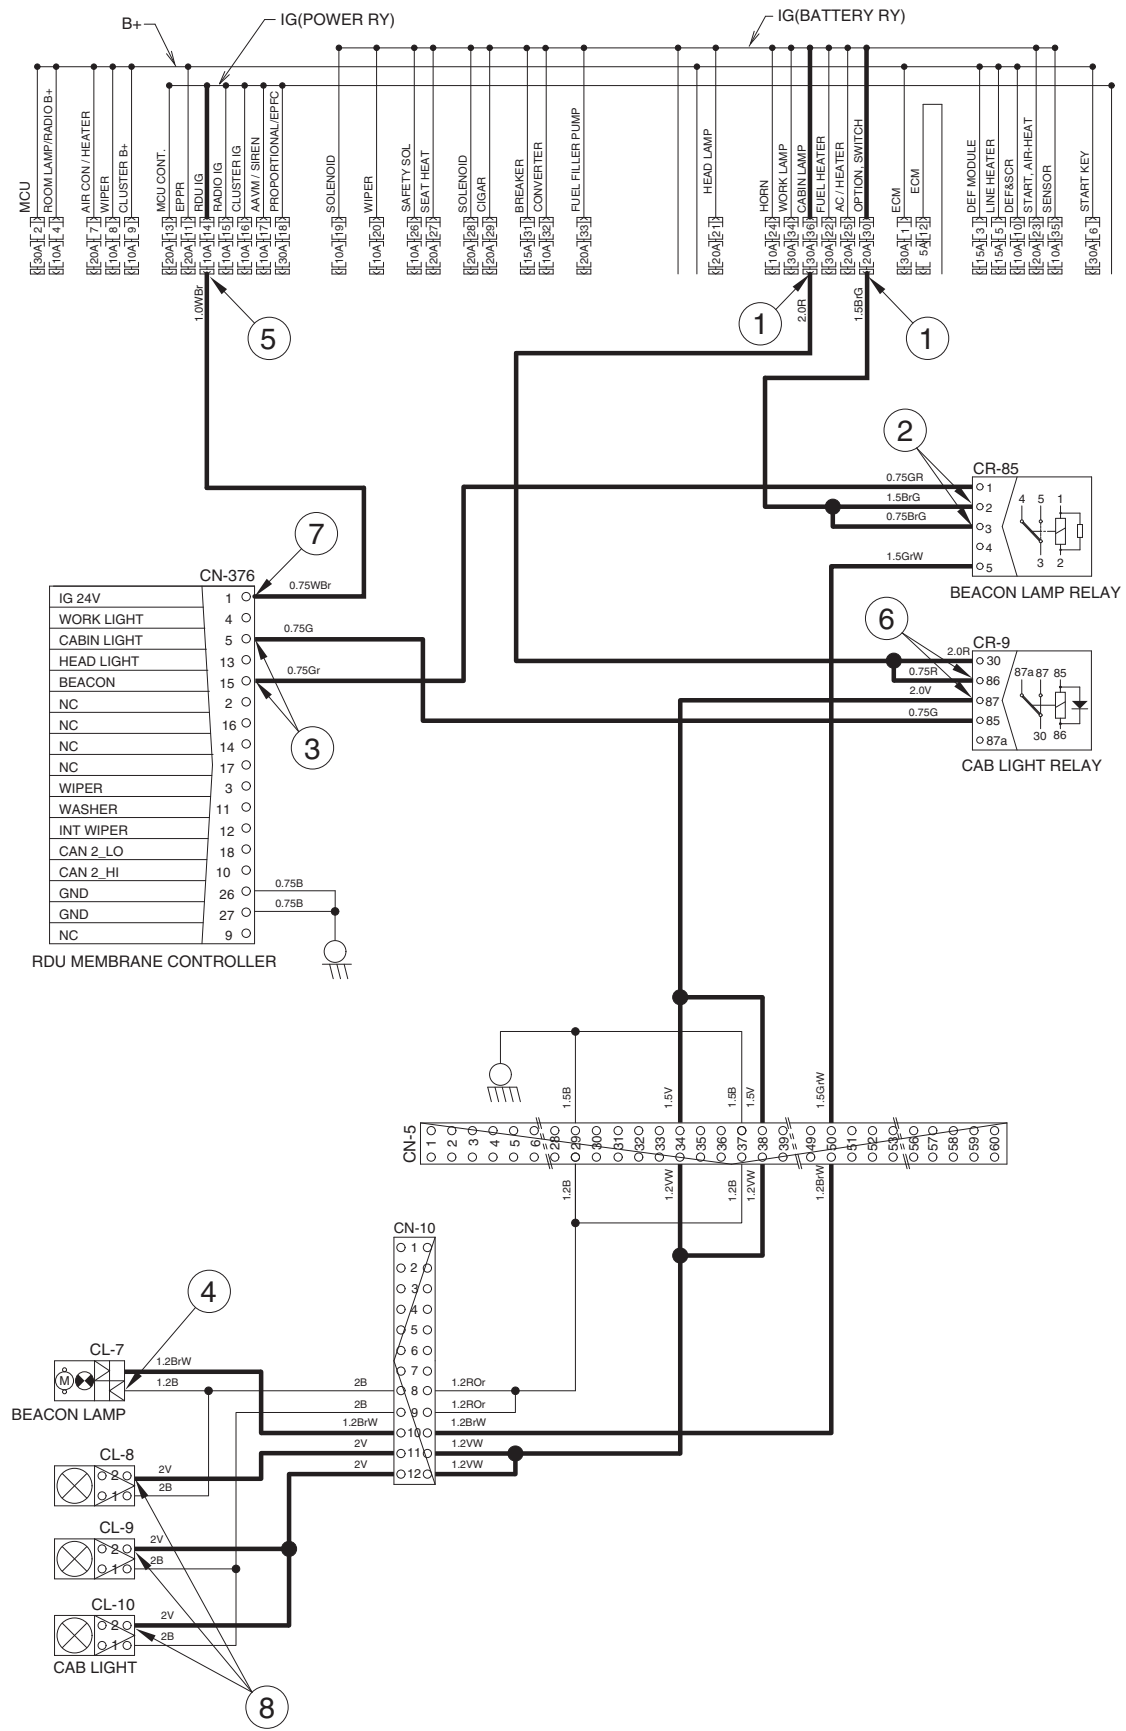 B+
IG(POWER RY)
IG(BATTERY RY)
MCU
ROOM LAMP/RADIO B+
AIR CON / HEATER
WIPER
CLUSTER B+
MCU CONT.
EPPR
RDU IG
RADIO IG
CLUSTER IG
AAVM / SIREN
PROPORTIONAL/EPFC
SOLENOID
WIPER
SAFETY SOL
SEAT HEAT
SOLENOID
CIGAR
BREAKER
CONVERTER
FUEL FILLER PUMP
HEAD LAMP
HORN
WORK LAMP
CABIN LAMP
FUEL HEATER
AC / HEATER
OPTION, SWITCH
ECM
ECM
DEF MODULE
LINE HEATER
DEF&SCR
START, AIR-HEAT
SENSOR
START KEY
30A 2
10A 4
20A 7
10A 8
10A 9
20A 13
20A 11
10A 14
10A 15
10A 16
10A 17
30A 18
10A 19
10A 20
10A 26
20A 27
20A 28
20A 29
15A 31
10A 32
20A 33
20A 21
10A 24
30A 34
30A 36
30A 22
20A 25
20A 30
30A 1
5A 12
15A 3
15A 5
10A 10
20A 23
10A 35
30A 6
1.0WBr
5
1
2.0R
1.5BrG
1
2
CR-85
0.75GR
1
1.5BrG
2
0.75BrG
3
4
1.5GrW
5
4 5 1
3 2
BEACON LAMP RELAY
7
CN-376
0.75WBr
IG 24V 1
WORK LIGHT 4
CABIN LIGHT 5
0.75G
HEAD LIGHT 13
BEACON 15
0.75Gr
NC 2
NC 16
NC 14
NC 17
WIPER 3
WASHER 11
INT WIPER 12
CAN 2_LO 18
CAN 2_HI 10
GND 26
0.75B
GND 27
0.75B
NC 9
RDU MEMBRANE CONTROLLER
3
6
CR-9
2.0R
30
0.75R
86
2.0V
87
0.75G
85
87a
87a 87 85
30 86
CAB LIGHT RELAY
1.5B
1.5V
1.5B
1.5V
1.5GrW
CN-5
1 2 3 4 5 6 28 29 30 31 32 33 34 35 36 37 38 39 49 50 51 52 53 56 57 58 59 60
1.2B
1.2VW
1.2B
1.2VW
1.2BrW
CN-10
1
2
3
4
5
6
7
2B 8 1.2ROr
2B 9 1.2ROr
1.2BrW 10 1.2BrW
2V 11 1.2VW
2V 12 1.2VW
4
CL-7
1.2BrW
M
1.2B
BEACON LAMP
CL-8
2 2V
1 2B
CL-9
2 2V
1 2B
CL-10
2 2V
1 2B
CAB LIGHT
8